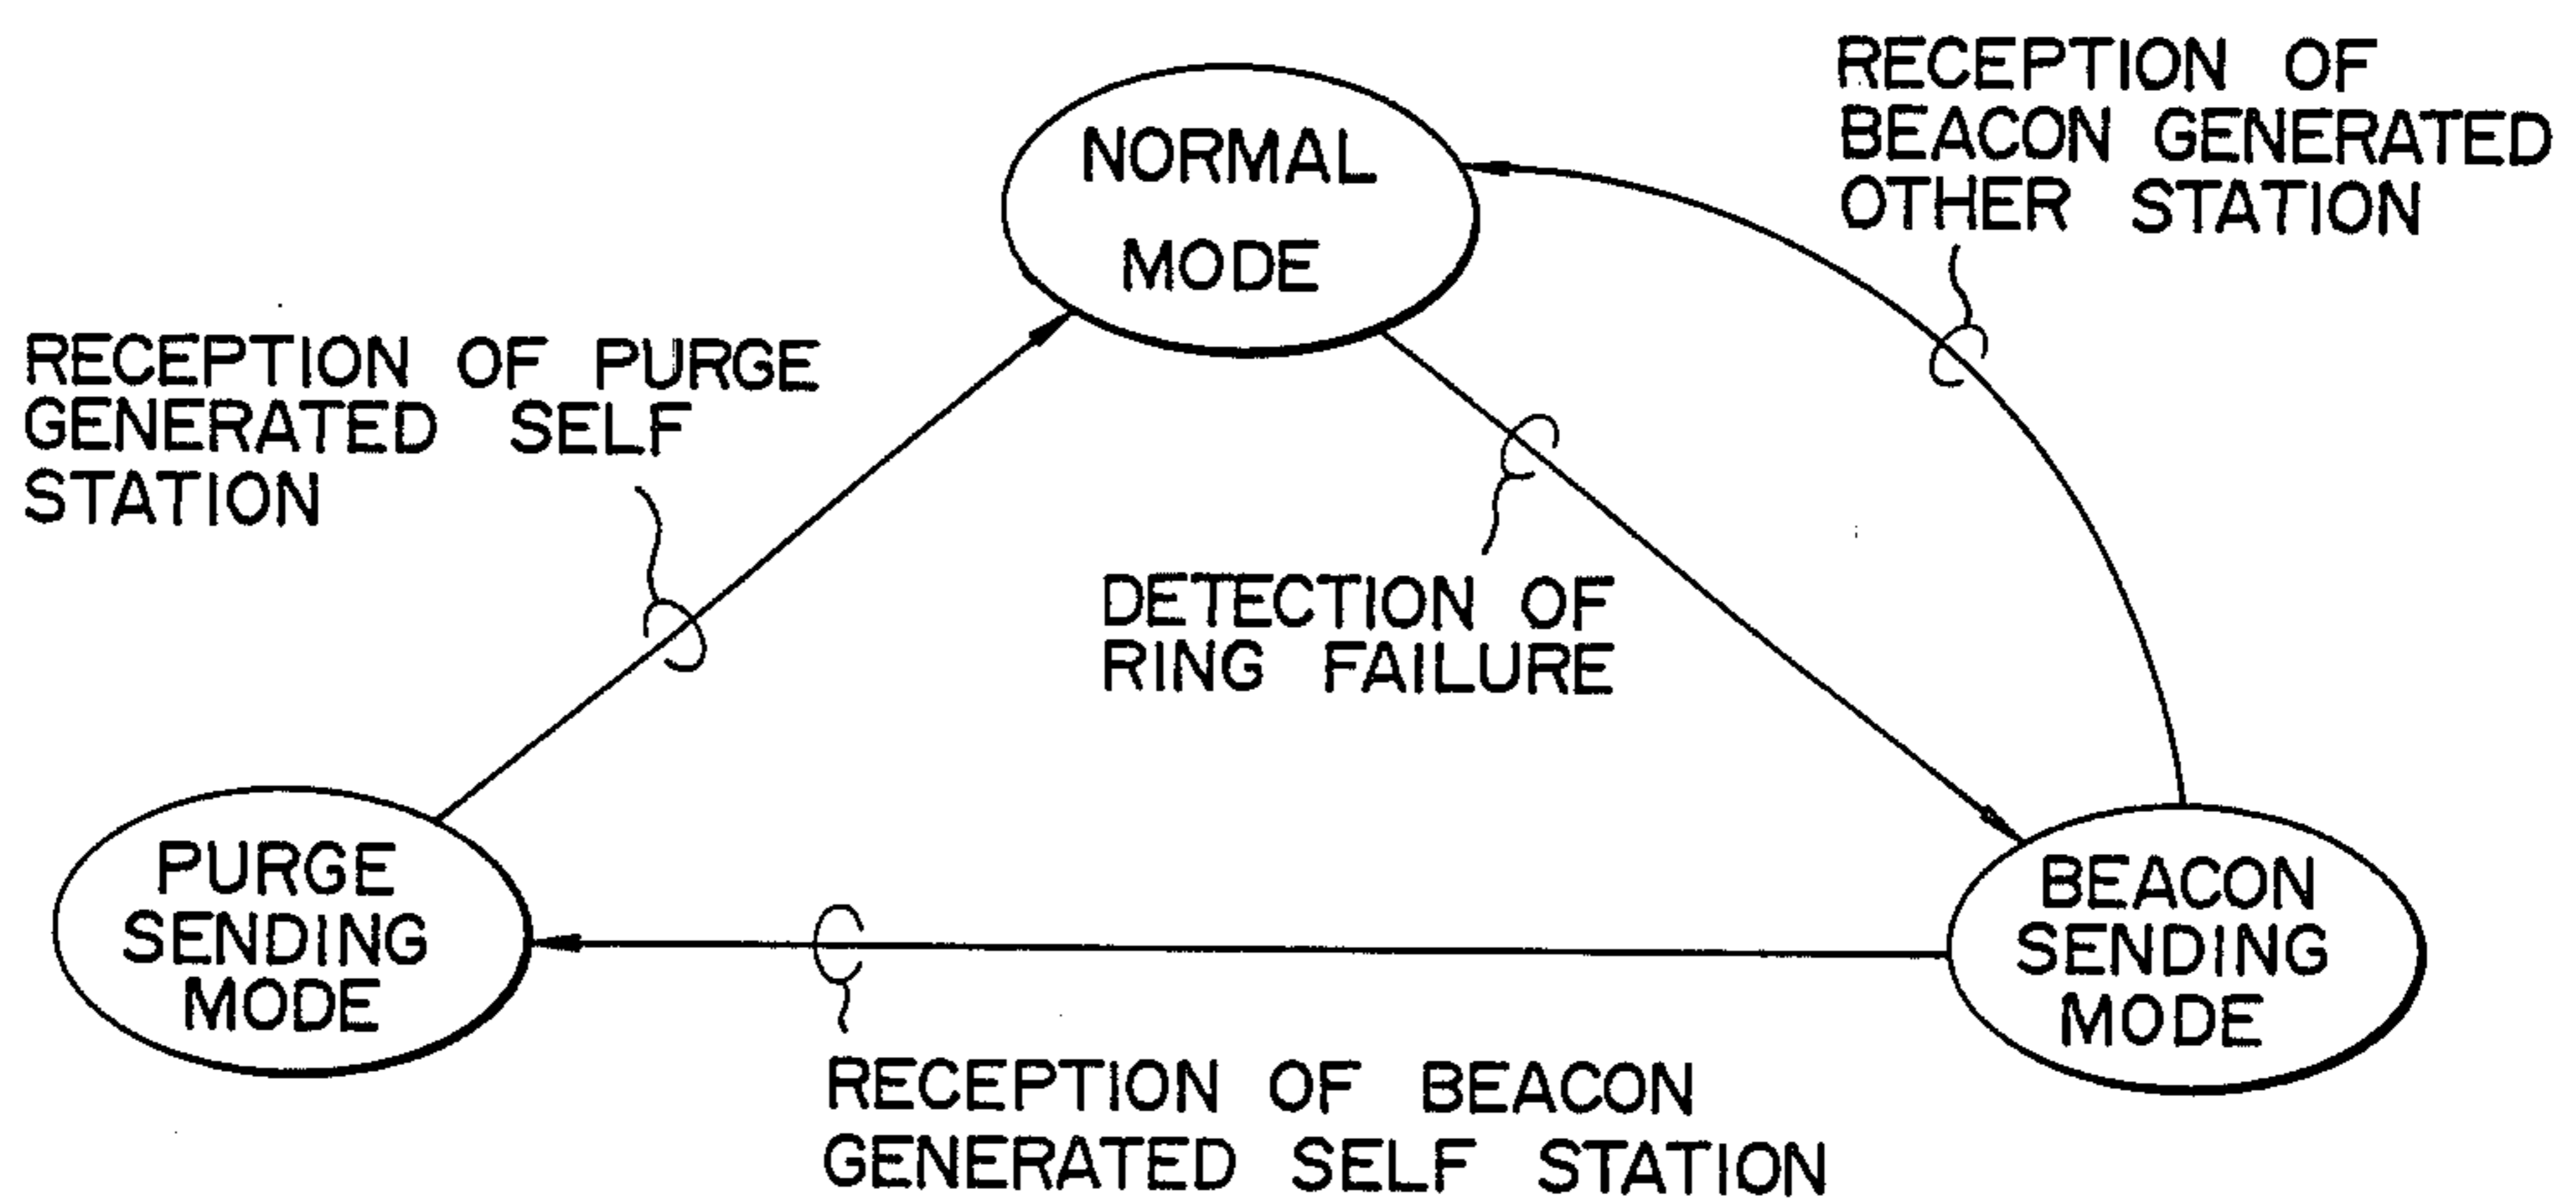 NORMAL
MODE
RECEPTION OF
BEACON GENERATED
OTHER STATION
RECEPTION OF PURGE
GENERATED SELF
STATION
DETECTION OF
RING FAILURE
PURGE
SENDING
MODE
BEACON
SENDING
MODE
RECEPTION OF BEACON
GENERATED SELF STATION